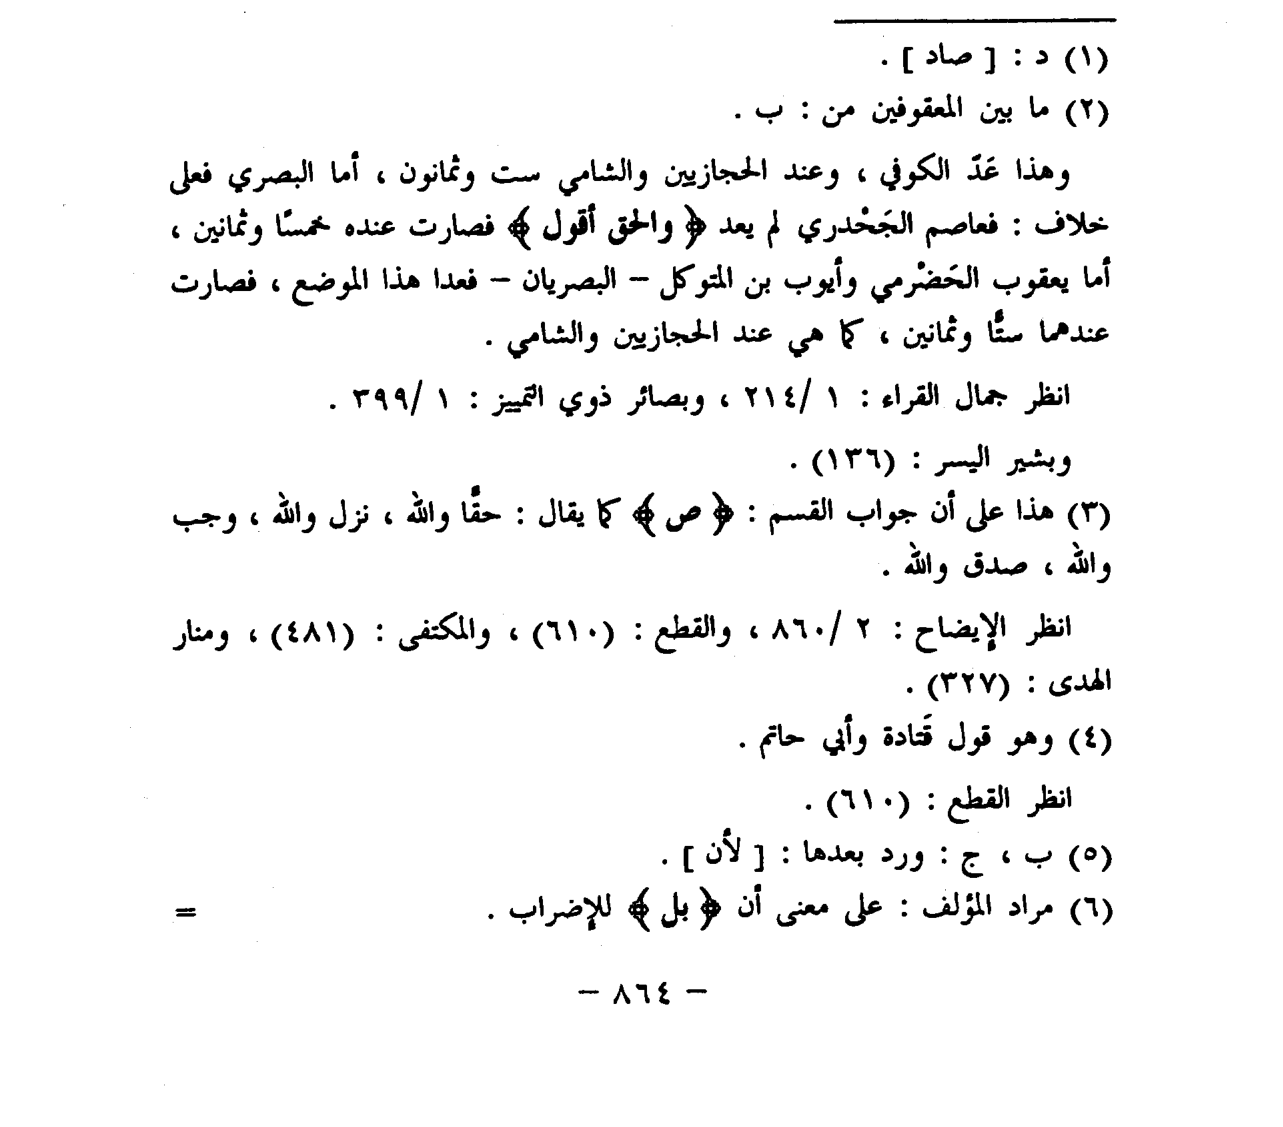 (١) د : [ صاد ] .
(٢) ما بين المعقوفين من : ب .
وهذا عَدّ الكوفي ، وعند الحجازيين والشامي ست وثمانون ، أما البصري فعلى
خلاف : فعاصم الجَحْدري لم يعد ﴿ والحق أقول ﴾ فصارت عنده خمسًا وثمانين ،
أما يعقوب الحَضْرمي وأيوب بن المتوكل – البصريان – فعدا هذا الموضع ، فصارت
عندهما ستًّا وثمانين ، كما هي عند الحجازيين والشامي .
انظر جمال القراء : ١ /٢١٤ ، وبصائر ذوي التمييز : ١ /٣٩٩ .
وبشير اليسر : (١٣٦) .
(٣) هذا على أن جواب القسم : ﴿ ص ﴾ كما يقال : حقًّا والله ، نزل والله ، وجب
والله ، صدق والله .
انظر الإيضاح : ٢ /٨٦٠ ، والقطع : (٦١٠) ، والمكتفى : (٤٨١) ، ومنار
الهدى : (٣٢٧) .
(٤) وهو قول قَتادة وأبي حاتم .
انظر القطع : (٦١٠) .
(٥) ب ، ج : ورد بعدها : [ لأن ] .
(٦) مراد المؤلف : على معنى أن ﴿ بل ﴾ للإضراب . =
– ٨٦٤ –